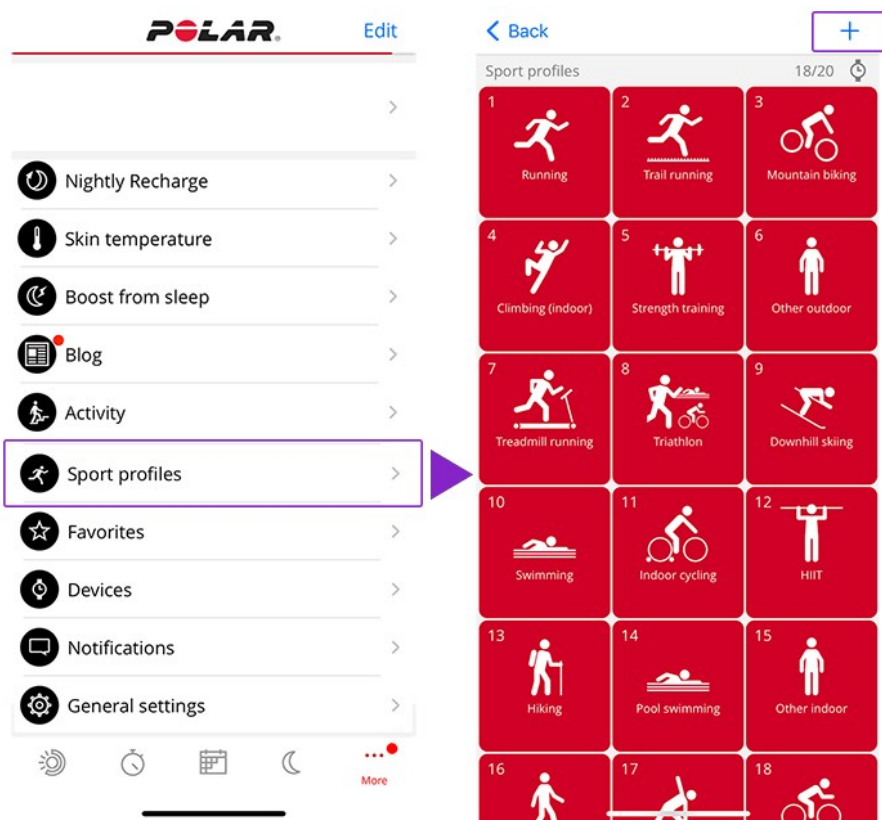 POLAR.
Edit
Nightly Recharge
Skin temperature
Boost from sleep
Blog
Activity
Sport profiles
Favorites
Devices
Notifications
General settings
More
Back
+
Sport profiles 18/20
1 2 3
Running Trail running Mountain biking
4 5 6
Climbing (indoor) Strength training Other outdoor
7 8 9
Treadmill running Triathlon Downhill skiing
10 11 12
Swimming Indoor cycling HIIT
13 14 15
Hiking Pool swimming Other indoor
16 17 18